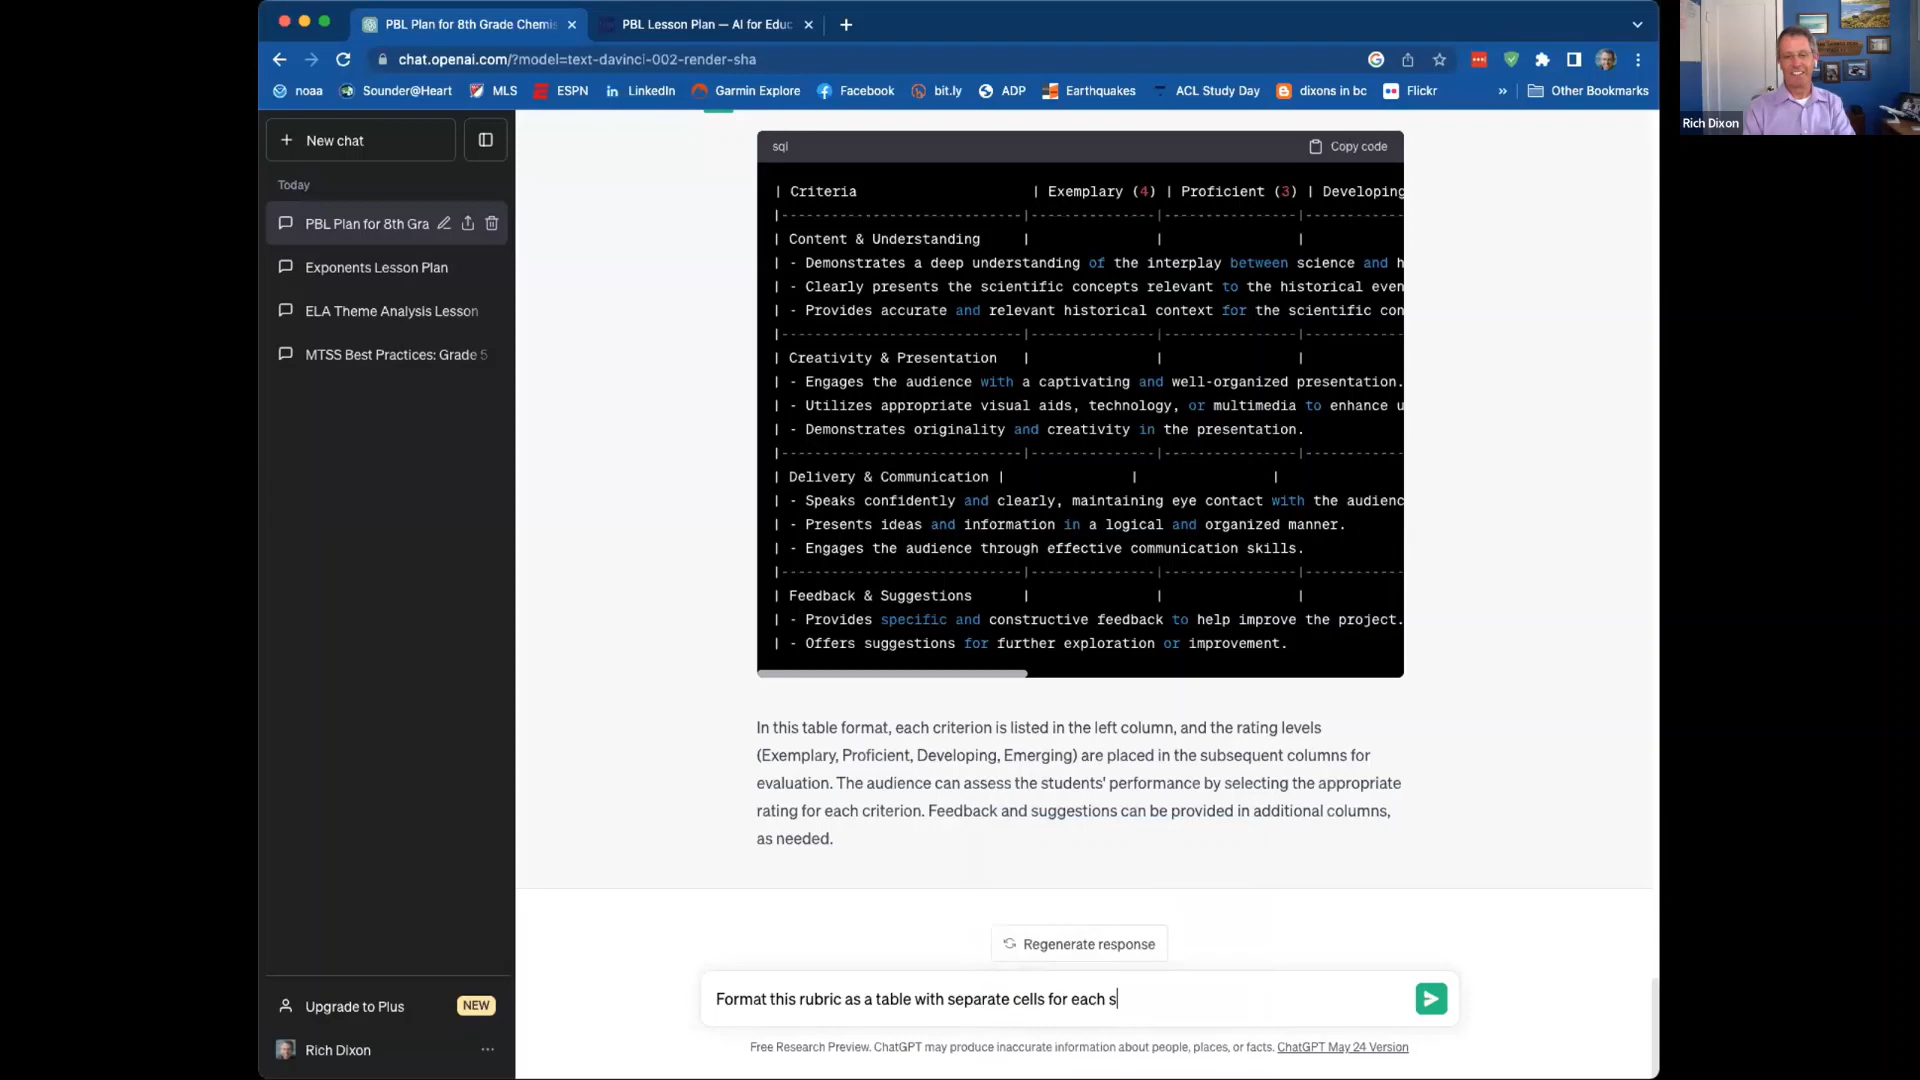 PBL Plan for 8th Grade Chemis
PBL Lesson Plan — AI for Educ
chat.openai.com/?model=text-davinci-002-render-sha
noaa
Sounder@Heart
MLS
ESPN
LinkedIn
Garmin Explore
Facebook
bit.ly
ADP
Earthquakes
ACL Study Day
dixons in bc
Flickr
»
Other Bookmarks
Rich Dixon
+ New chat
Today
PBL Plan for 8th Gra
Exponents Lesson Plan
ELA Theme Analysis Lesson
MTSS Best Practices: Grade 5
Upgrade to Plus NEW
Rich Dixon ...
sql Copy code
| Criteria | Exemplary (4) | Proficient (3) | Developing
|--------------------------|---------------|----------------|------------
| Content & Understanding | | |
| - Demonstrates a deep understanding of the interplay between science and h
| - Clearly presents the scientific concepts relevant to the historical even
| - Provides accurate and relevant historical context for the scientific con
|--------------------------|---------------|----------------|------------
| Creativity & Presentation | | |
| - Engages the audience with a captivating and well-organized presentation.
| - Utilizes appropriate visual aids, technology, or multimedia to enhance u
| - Demonstrates originality and creativity in the presentation.
|--------------------------|---------------|----------------|------------
| Delivery & Communication | | |
| - Speaks confidently and clearly, maintaining eye contact with the audienc
| - Presents ideas and information in a logical and organized manner.
| - Engages the audience through effective communication skills.
|--------------------------|---------------|----------------|------------
| Feedback & Suggestions | | |
| - Provides specific and constructive feedback to help improve the project.
| - Offers suggestions for further exploration or improvement.
In this table format, each criterion is listed in the left column, and the rating levels
(Exemplary, Proficient, Developing, Emerging) are placed in the subsequent columns for
evaluation. The audience can assess the students' performance by selecting the appropriate
rating for each criterion. Feedback and suggestions can be provided in additional columns,
as needed.
Regenerate response
Format this rubric as a table with separate cells for each s
Free Research Preview. ChatGPT may produce inaccurate information about people, places, or facts. ChatGPT May 24 Version